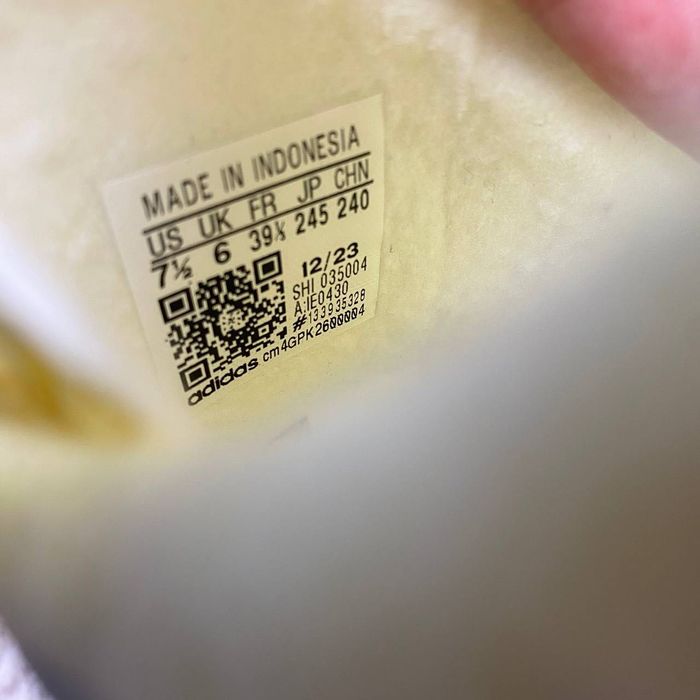 MADE IN INDONESIA
US UK FR JP CHN
7½ 6 39⅓ 245 240
12/23
SHI 035004
A:IE0430
#133935328
adidas cm4GPK2600004